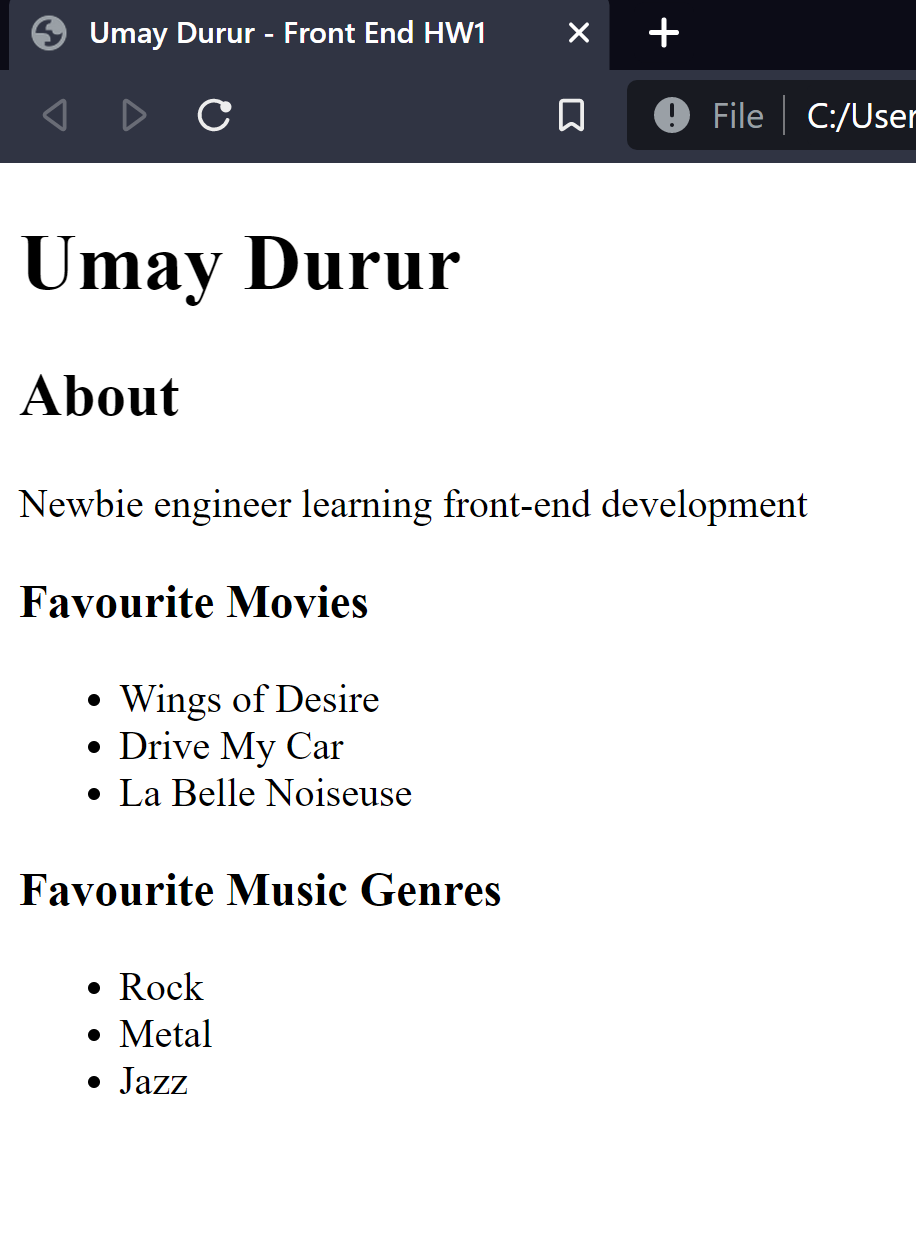 Umay Durur - Front End HW1
File
C:/User
Umay Durur
About
Newbie engineer learning front-end development
Favourite Movies
Wings of Desire
Drive My Car
La Belle Noiseuse
Favourite Music Genres
Rock
Metal
Jazz